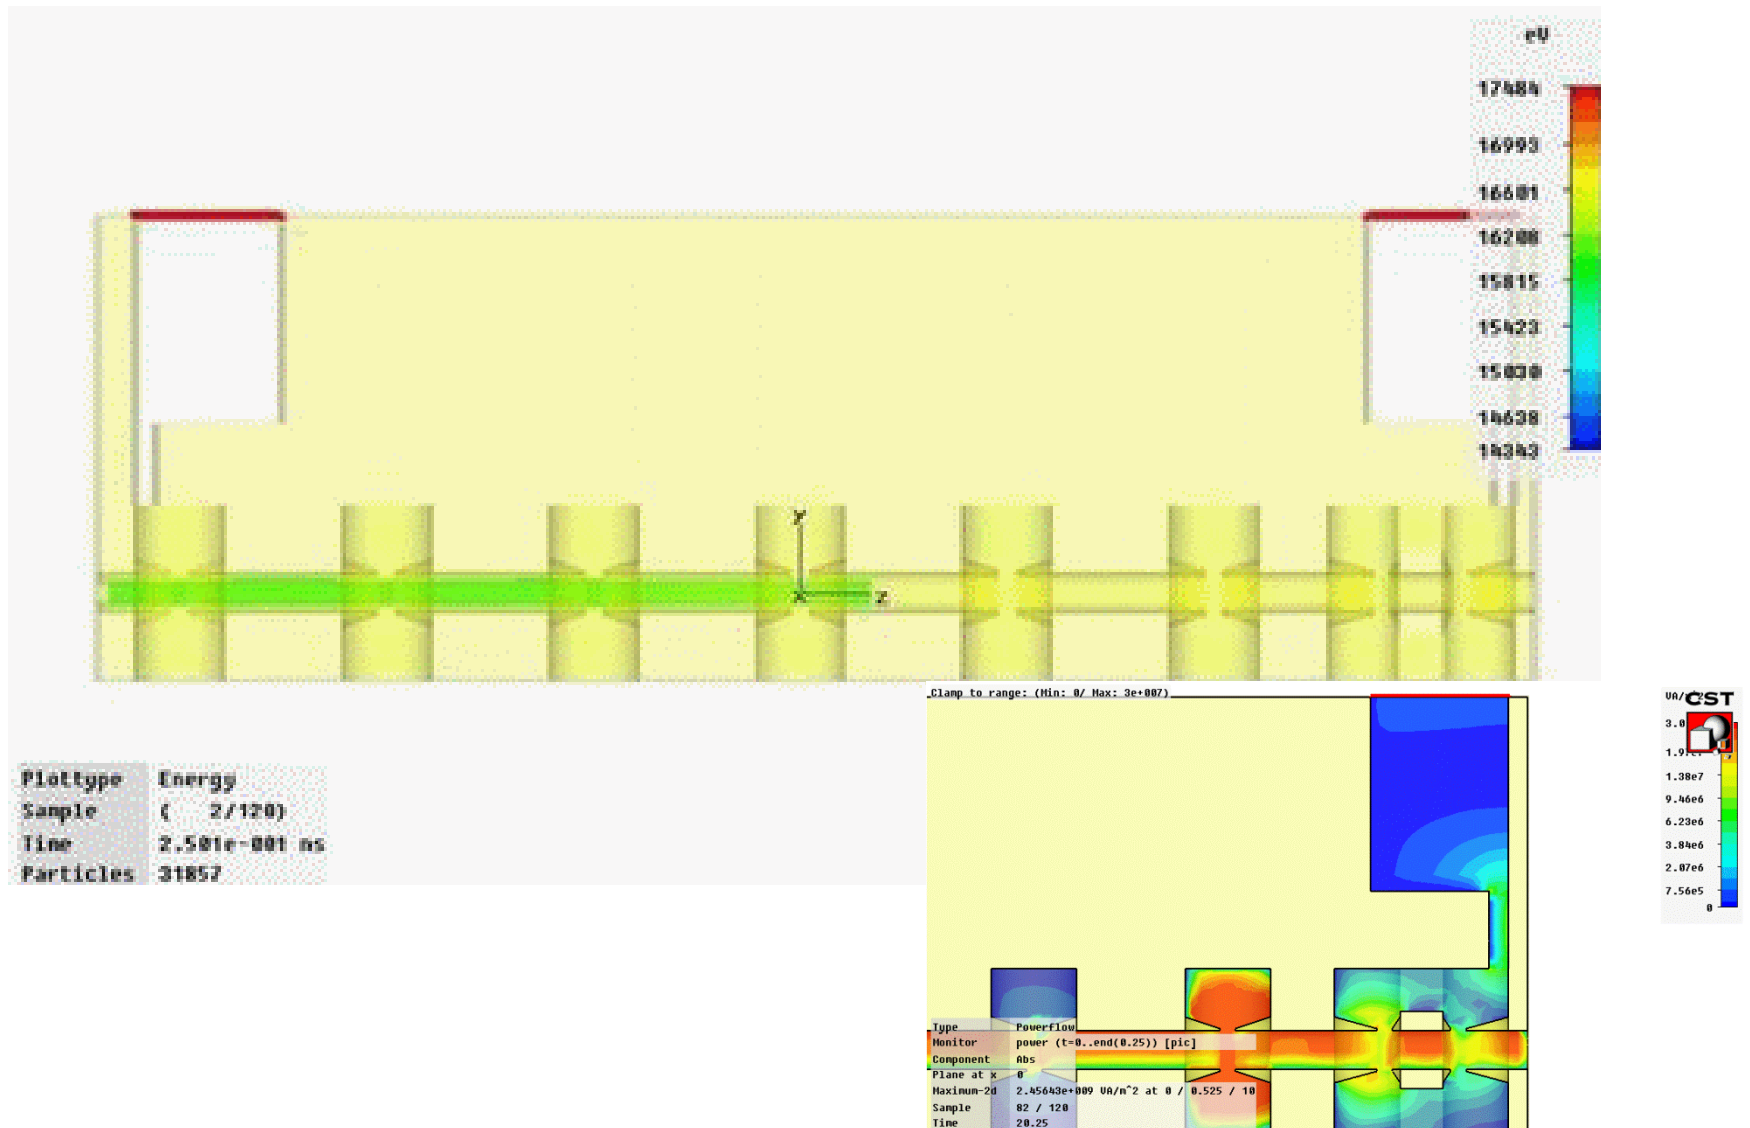 eV
17484
16993
16601
16208
15815
15423
15030
14638
14343
y
x
z
Plottype Energy
Sample ( 2/120)
Time 2.501e-001 ns
Particles 31857
Clamp to range: (Min: 0/ Max: 3e+007)
Type Powerflow
Monitor power (t=0..end(0.25)) [pic]
Component Abs
Plane at x 0
Maximum-2d 2.45643e+009 VA/m^2 at 0 / 0.525 / 10
Sample 82 / 120
Time 20.25
CST
1.38e7
9.46e6
6.23e6
3.84e6
2.07e6
7.56e5
0